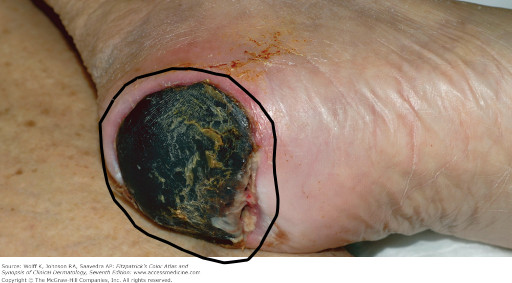 Source: Wolff K, Johnson RA, Saavedra AP: Fitzpatrick's Color Atlas and
Synopsis of Clinical Dermatology, Seventh Edition: www.accessmedicine.com
Copyright © The McGraw-Hill Companies, Inc. All rights reserved.